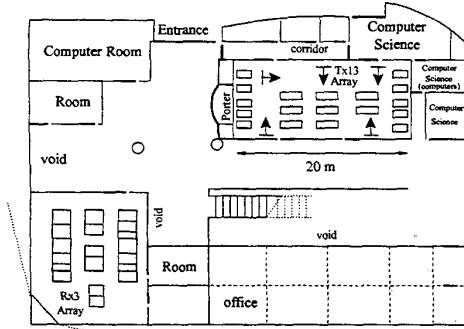 Entrance
Computer
Science
Computer Room
corridor
Tx13
Array
Computer
Science
(computers)
Room
Porter
Computer
Science
void
20 m
void
void
Room
Rx3
Array
office